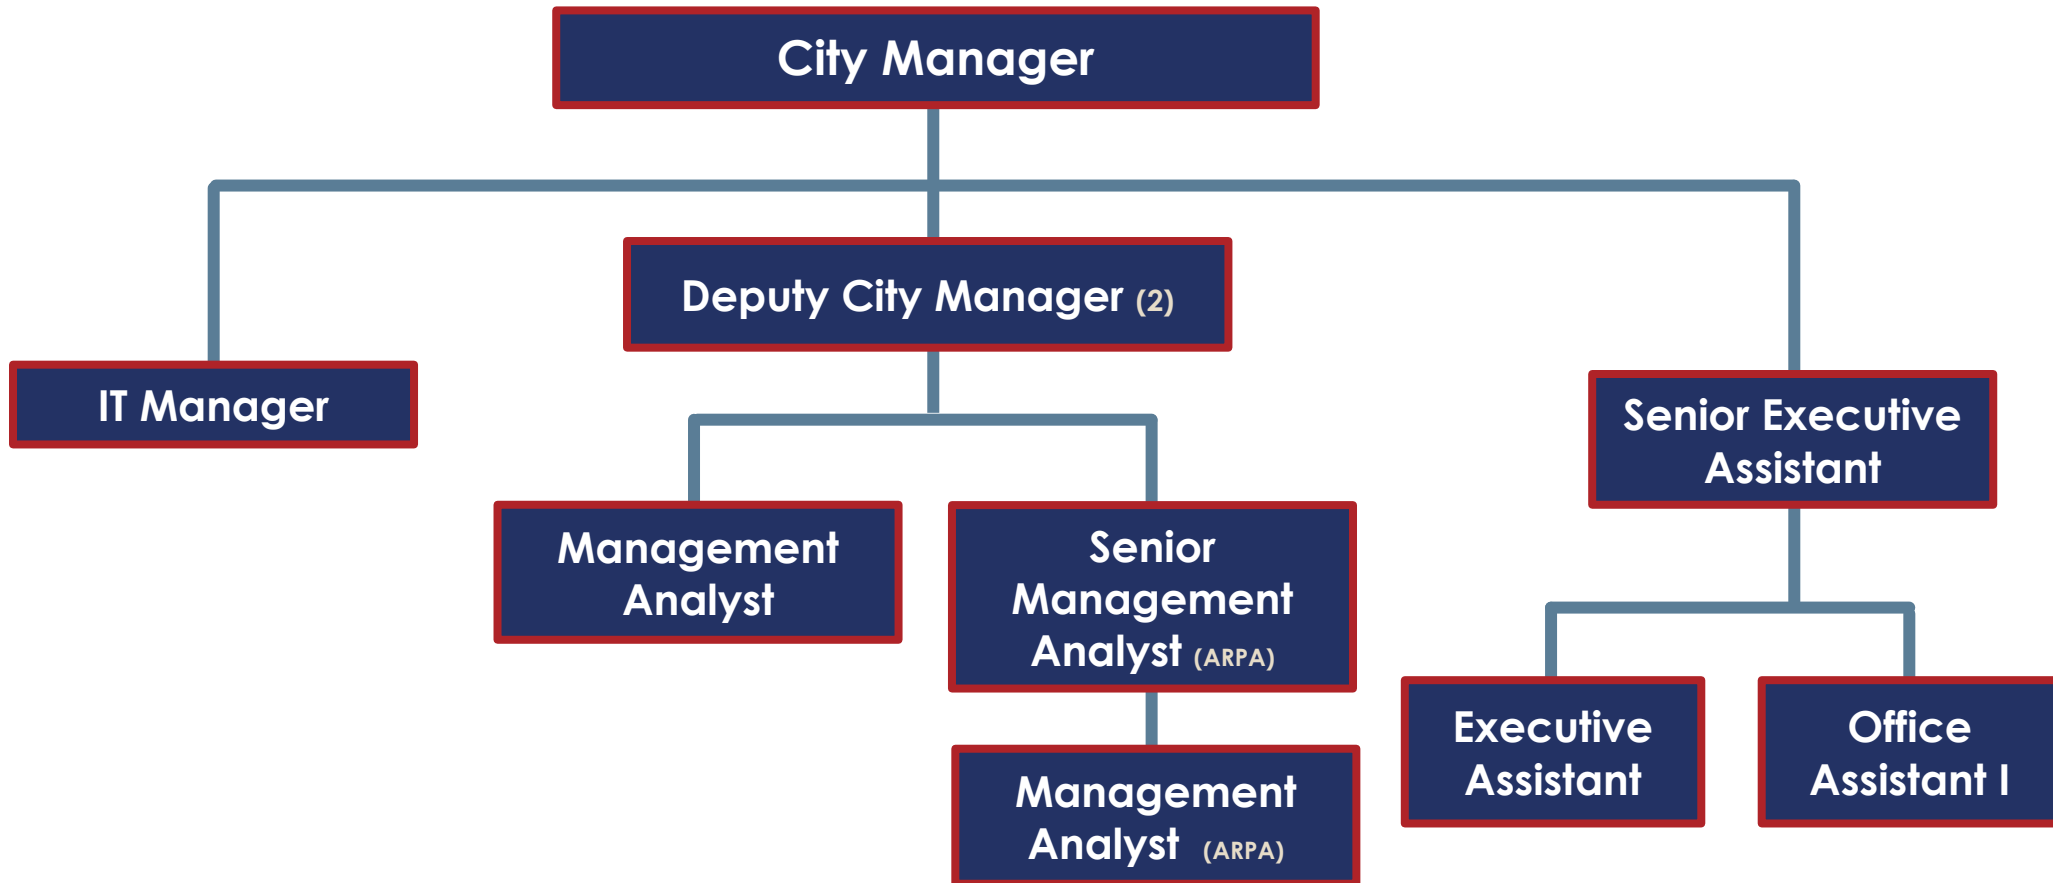 City Manager
Deputy City Manager (2)
IT Manager
Senior Executive
Assistant
Management
Analyst
Senior
Management
Analyst (ARPA)
Management
Analyst (ARPA)
Executive
Assistant
Office
Assistant I